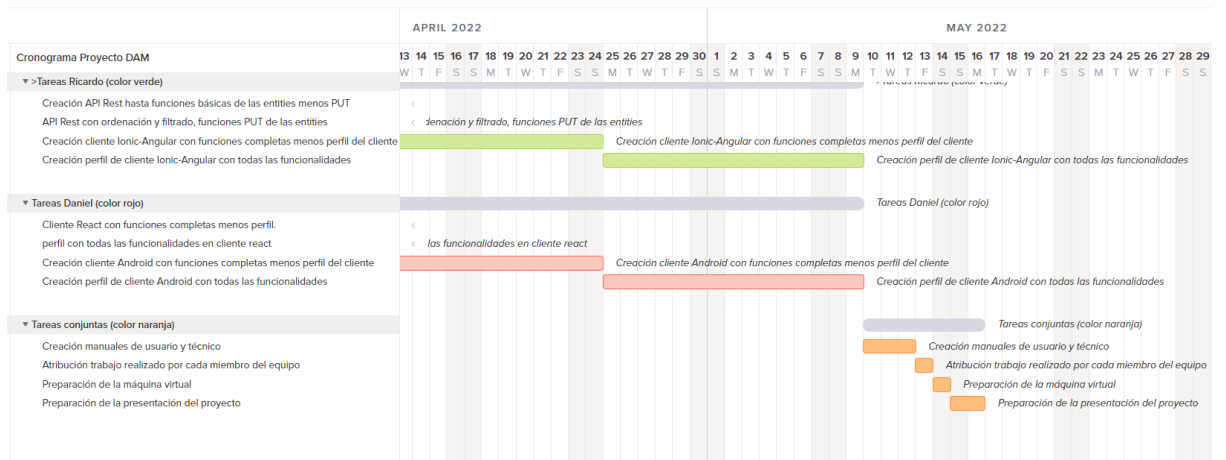 APRIL 2022 MAY 2022
Cronograma Proyecto DAM 13 14 15 16 17 18 19 20 21 22 23 24 25 26 27 28 29 30 1 2 3 4 5 6 7 8 9 10 11 12 13 14 15 16 17 18 19 20 21 22 23 24 25 26 27 28 29
W T F S S M T W T F S S M T W T F S S M T W T F S S M T W T F S S M T W T F S S M T W T F S S
>Tareas Ricardo (color verde) >Tareas Ricardo (color verde)
Creación API Rest hasta funciones básicas de las entities menos PUT
API Rest con ordenación y filtrado, funciones PUT de las entities denación y filtrado, funciones PUT de las entities
Creación cliente Ionic-Angular con funciones completas menos perfil del cliente Creación cliente Ionic-Angular con funciones completas menos perfil del cliente
Creación perfil de cliente Ionic-Angular con todas las funcionalidades Creación perfil de cliente Ionic-Angular con todas las funcionalidades
Tareas Daniel (color rojo) Tareas Daniel (color rojo)
Cliente React con funciones completas menos perfil.
perfil con todas las funcionalidades en cliente react las funcionalidades en cliente react
Creación cliente Android con funciones completas menos perfil del cliente Creación cliente Android con funciones completas menos perfil del cliente
Creación perfil de cliente Android con todas las funcionalidades Creación perfil de cliente Android con todas las funcionalidades
Tareas conjuntas (color naranja) Tareas conjuntas (color naranja)
Creación manuales de usuario y técnico Creación manuales de usuario y técnico
Atribución trabajo realizado por cada miembro del equipo Atribución trabajo realizado por cada miembro del equipo
Preparación de la máquina virtual Preparación de la máquina virtual
Preparación de la presentación del proyecto Preparación de la presentación del proyecto